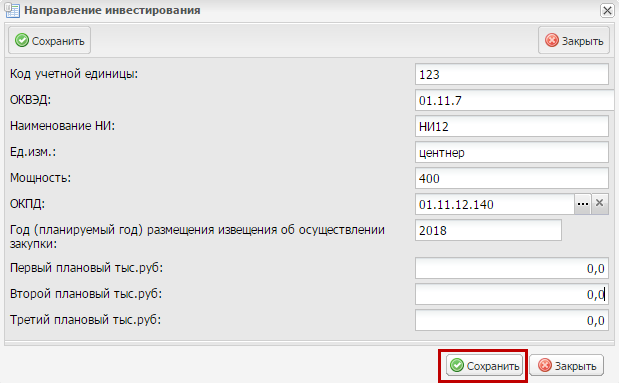 Направление инвестирования
Сохранить Закрыть
Код учетной единицы: 123
ОКВЭД: 01.11.7
Наименование НИ: НИ12
Ед.изм.: центнер
Мощность: 400
ОКПД: 01.11.12.140 ...
Год (планируемый год) размещения извещения об осуществлении 2018
закупки:
Первый плановый тыс.руб: 0,0
Второй плановый тыс.руб: 0,0
Третий плановый тыс.руб: 0,0
Сохранить Закрыть